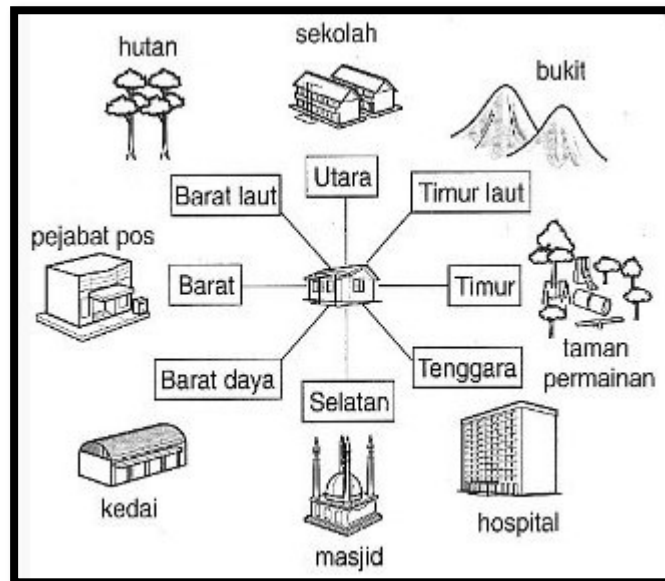 sekolah
hutan
bukit
Utara
Barat laut
Timur laut
pejabat pos
Barat
Timur
taman
permainan
Barat daya
Tenggara
Selatan
kedai
hospital
masjid